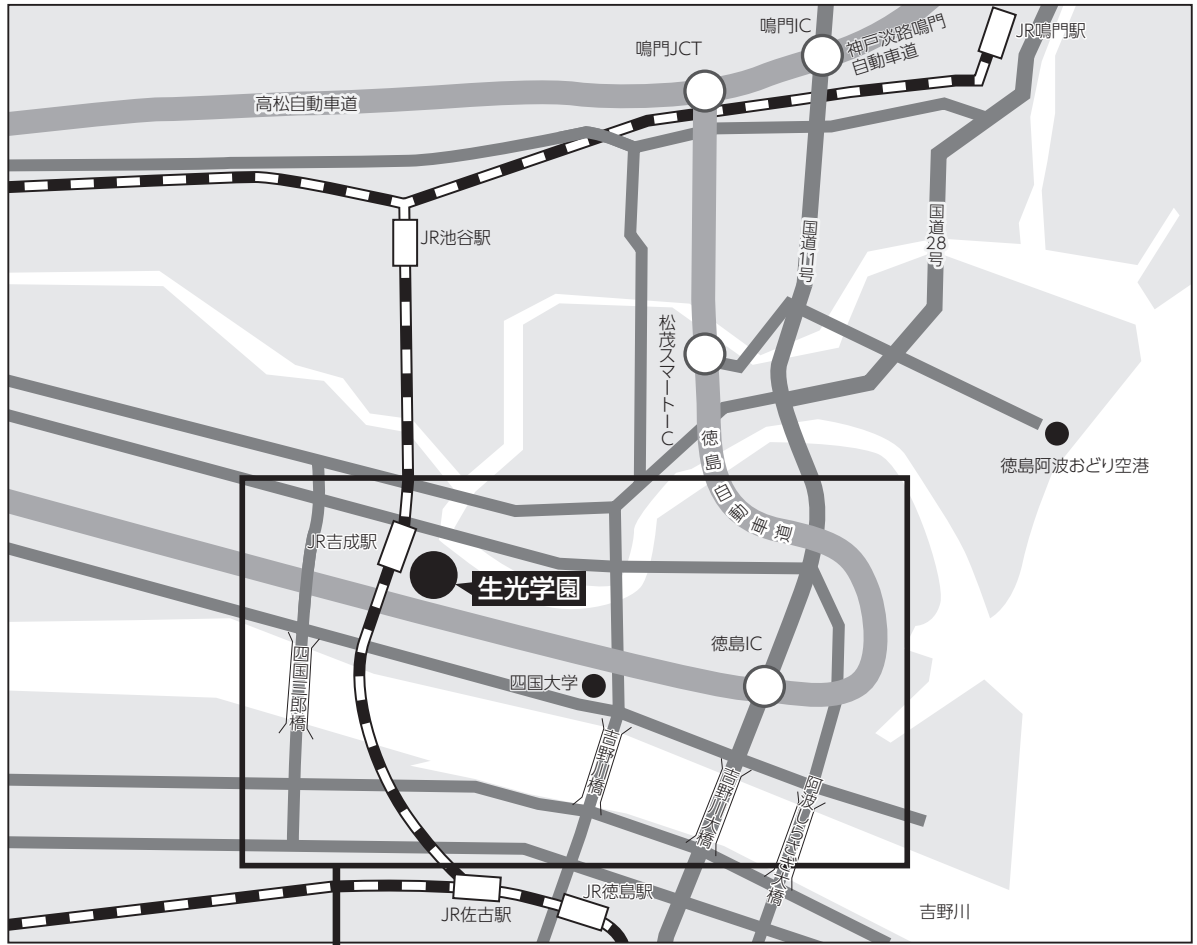 鳴門IC
JR鳴門駅
鳴門JCT
神戸淡路鳴門
自動車道
高松自動車道
国道28号
国道11号
JR池谷駅
松茂スマートIC
徳島自動車道
徳島阿波おどり空港
JR吉成駅
生光学園
徳島IC
四国三郎橋
四国大学
吉野川橋
吉野川大橋
阿波しらさぎ大橋
JR佐古駅
JR徳島駅
吉野川